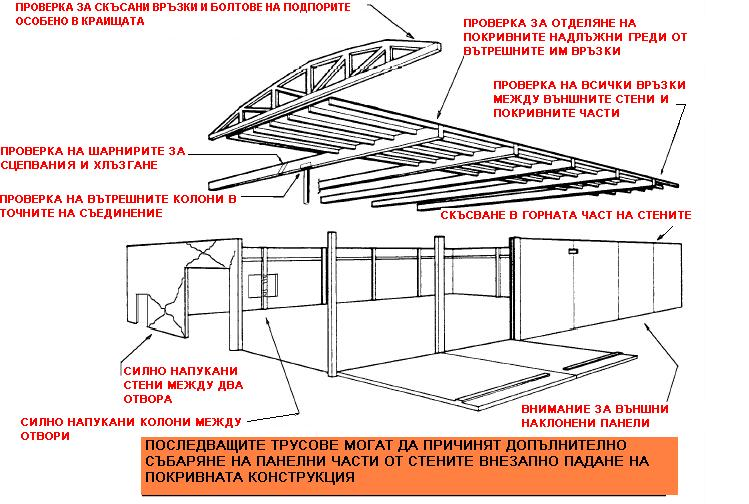 ПРОВЕРКА ЗА СКЪСАНИ ВРЪЗКИ И БОЛТОВЕ НА ПОДПОРИТЕ
ОСОБЕНО В КРАИЩАТА
ПРОВЕРКА ЗА ОТДЕЛЯНЕ НА
ПОКРИВНИТЕ НАДЛЪЖНИ ГРЕДИ ОТ
ВЪТРЕШНИТЕ ИМ ВРЪЗКИ
ПРОВЕРКА НА ВСИЧКИ ВРЪЗКИ
МЕЖДУ ВЪНШНИТЕ СТЕНИ И
ПОКРИВНИТЕ ЧАСТИ
ПРОВЕРКА НА ШАРНИРИТЕ ЗА
СЦЕПВАНИЯ И ХЛЪЗГАНЕ
ПРОВЕРКА НА ВЪТРЕШНИТЕ КОЛОНИ В
ТОЧНИТЕ НА СЪЕДИНЕНИЕ
СКЪСВАНЕ В ГОРНАТА ЧАСТ НА СТЕНИТЕ
СИЛНО НАПУКАНИ
СТЕНИ МЕЖДУ ДВА
ОТВОРА
СИЛНО НАПУКАНИ КОЛОНИ МЕЖДУ
ОТВОРИ
ВНИМАНИЕ ЗА ВЪНШНИ
НАКЛОНЕНИ ПАНЕЛИ
ПОСЛЕДВАЩИТЕ ТРУСОВЕ МОГАТ ДА ПРИЧИНЯТ ДОПЪЛНИТЕЛНО
СЪБАРЯНЕ НА ПАНЕЛНИ ЧАСТИ ОТ СТЕНИТЕ ВНЕЗАПНО ПАДАНЕ НА
ПОКРИВНАТА КОНСТРУКЦИЯ